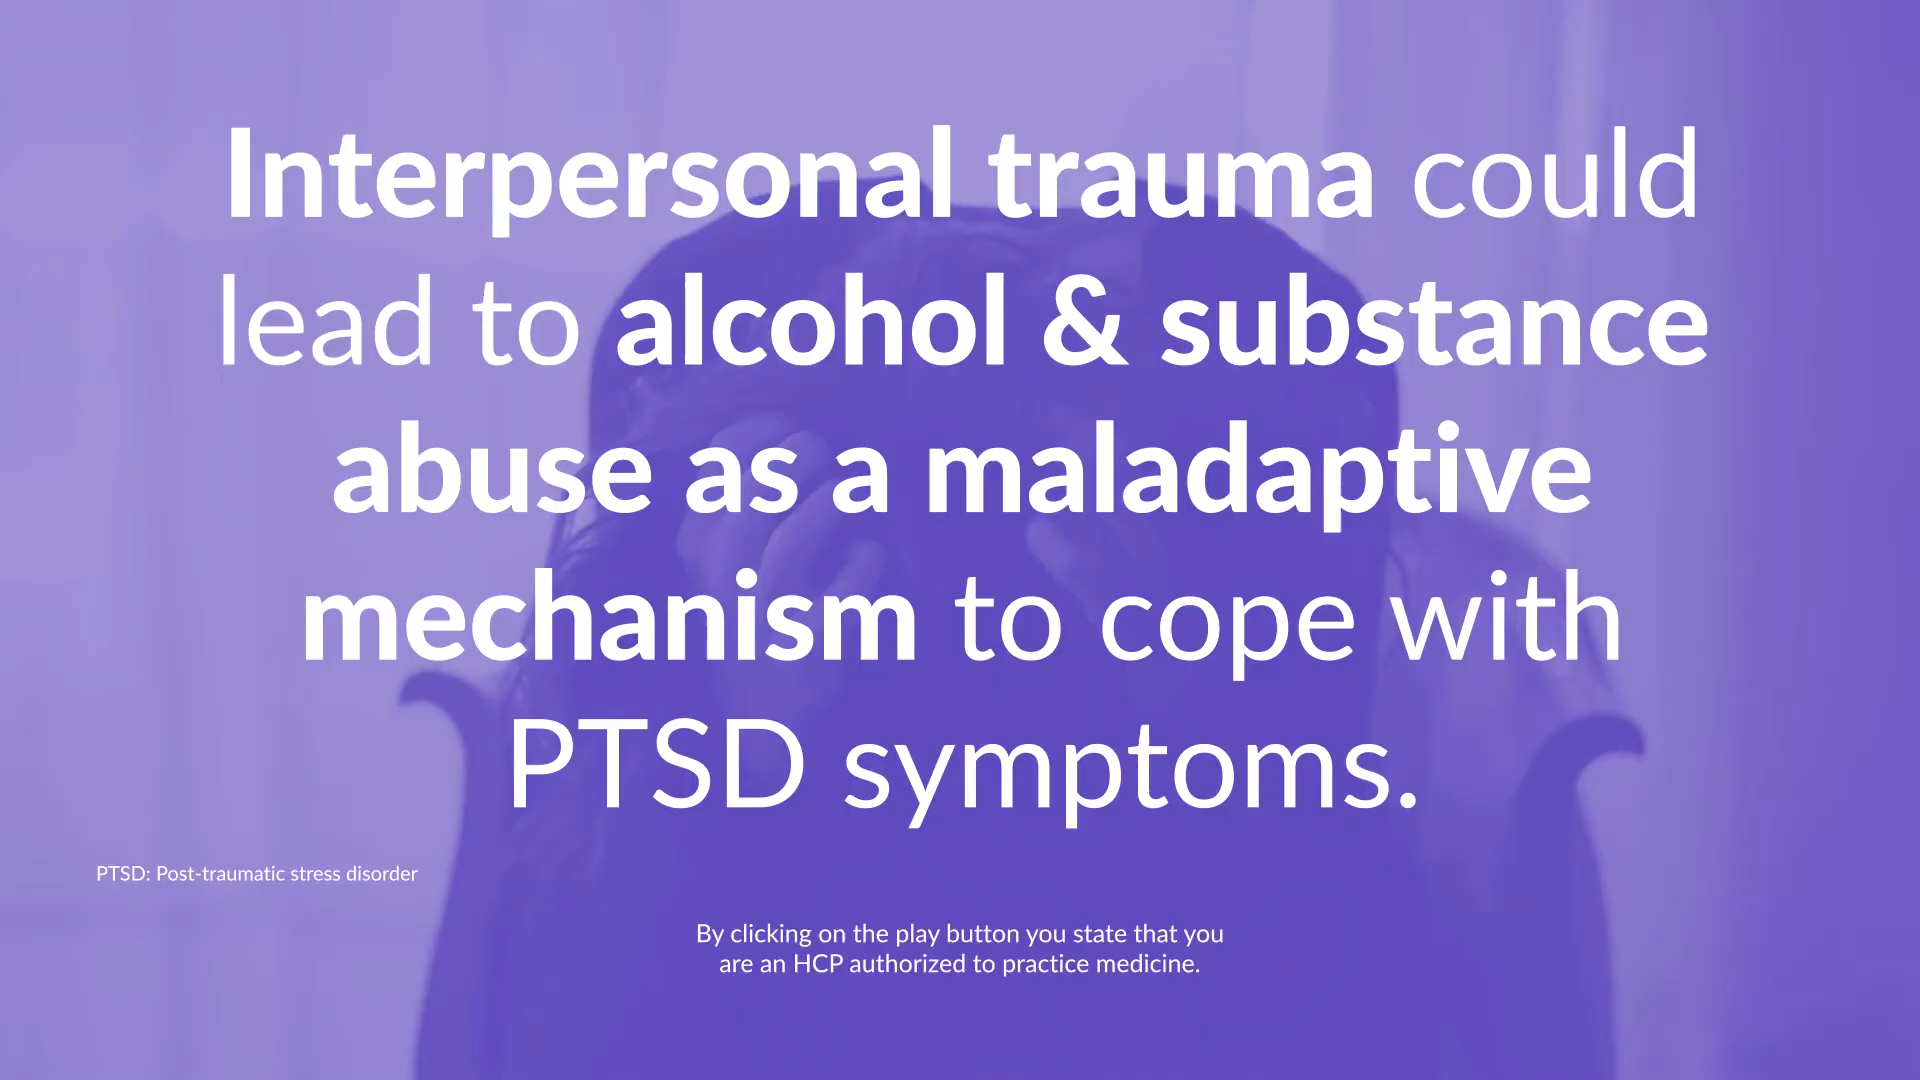 Interpersonal trauma could
lead to alcohol & substance
abuse as a maladaptive
mechanism to cope with
PTSD symptoms.
PTSD: Post-traumatic stress disorder
By clicking on the play button you state that you
are an HCP authorized to practice medicine.